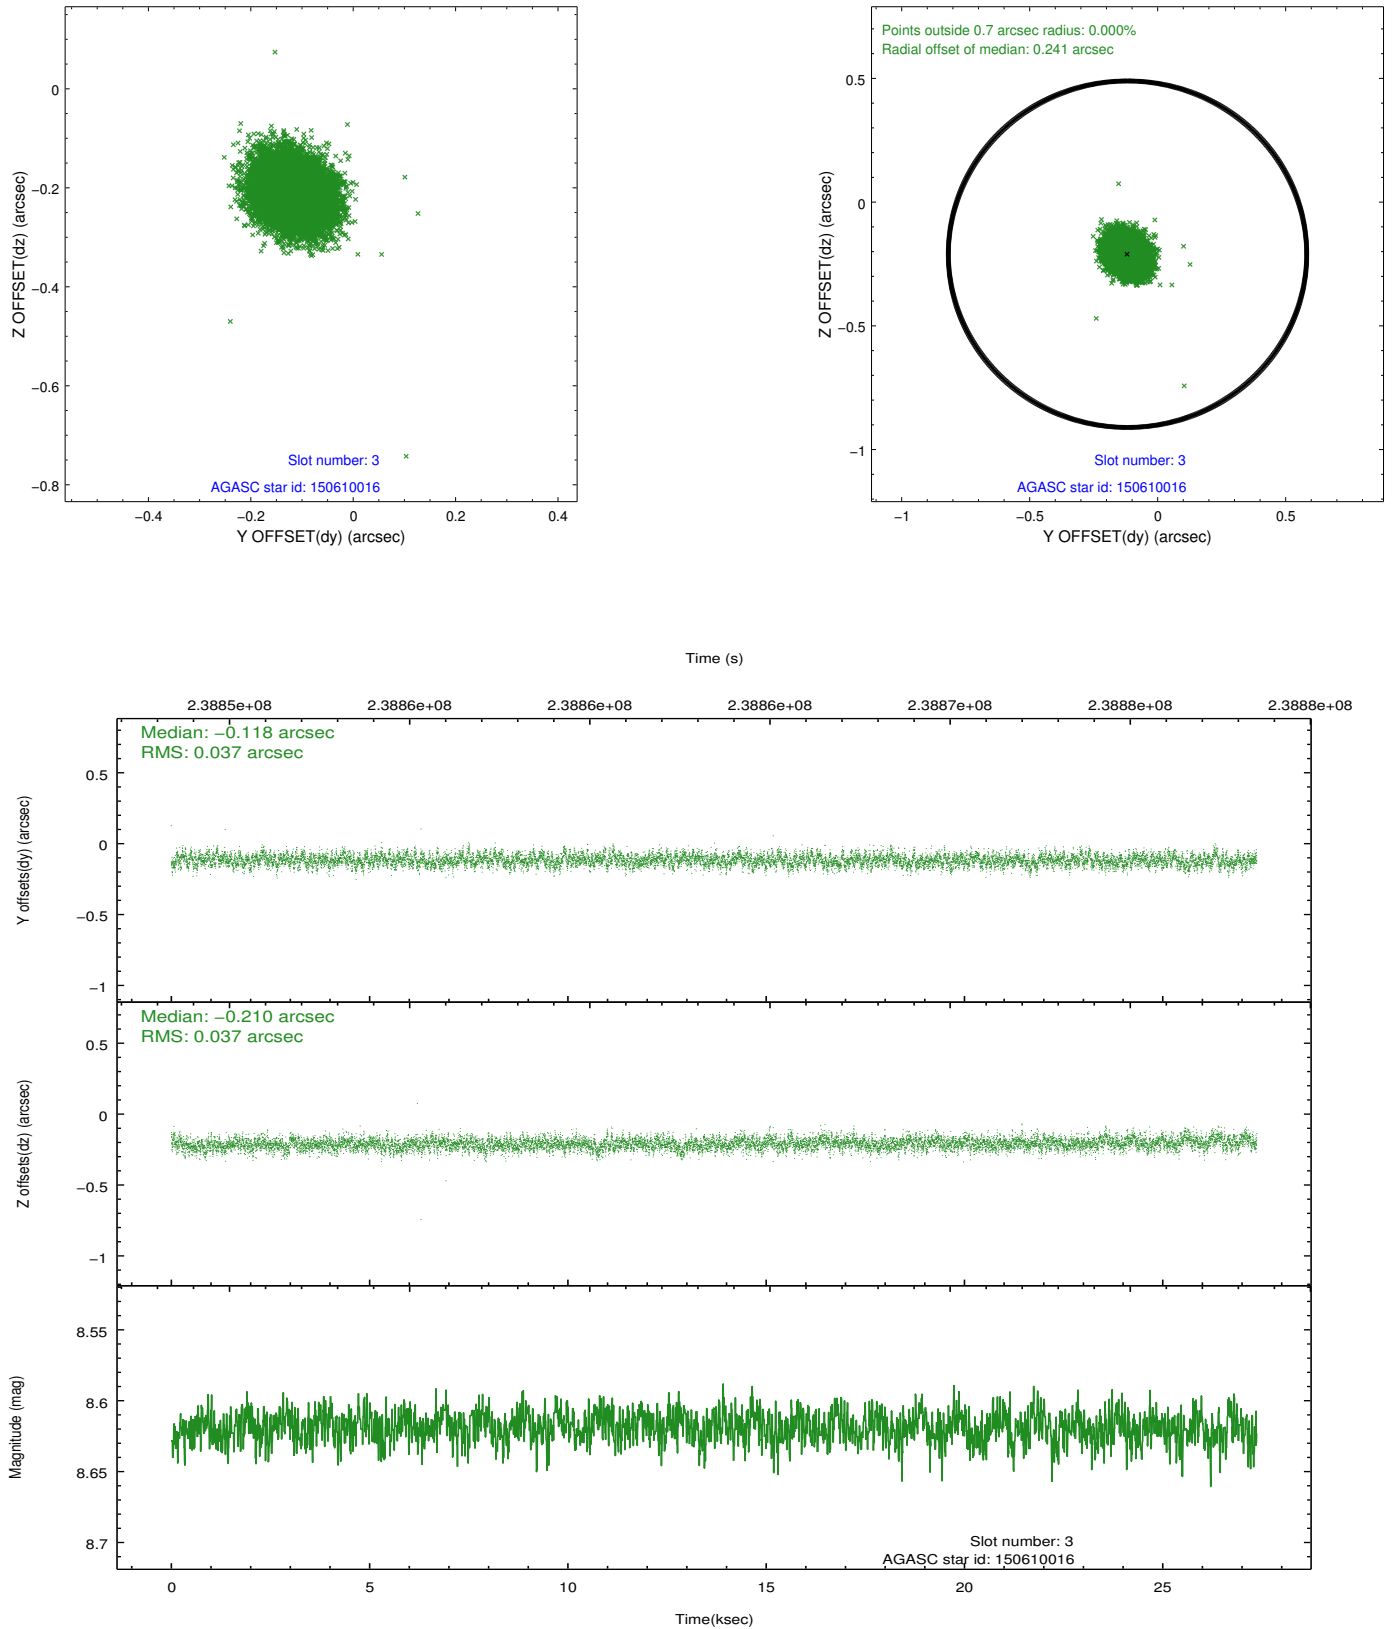 0
−0.2
−0.4
−0.6
−0.8
Z OFFSET(dz) (arcsec)
Slot number: 3
AGASC star id: 150610016
−0.4 −0.2 0 0.2 0.4
Y OFFSET(dy) (arcsec)
Points outside 0.7 arcsec radius: 0.000%
Radial offset of median: 0.241 arcsec
0.5
0
−0.5
−1
Z OFFSET(dz) (arcsec)
Slot number: 3
AGASC star id: 150610016
−1 −0.5 0 0.5
Y OFFSET(dy) (arcsec)
Time (s)
2.3885e+08 2.3886e+08 2.3886e+08 2.3886e+08 2.3887e+08 2.3888e+08 2.3888e+08
Median: −0.118 arcsec
RMS: 0.037 arcsec
0.5
0
−0.5
−1
Y offsets(dy) (arcsec)
Median: −0.210 arcsec
RMS: 0.037 arcsec
0.5
0
−0.5
−1
Z offsets(dz) (arcsec)
8.55
8.6
8.65
8.7
Magnitude (mag)
Slot number: 3
AGASC star id: 150610016
0 5 10 15 20 25
Time(ksec)